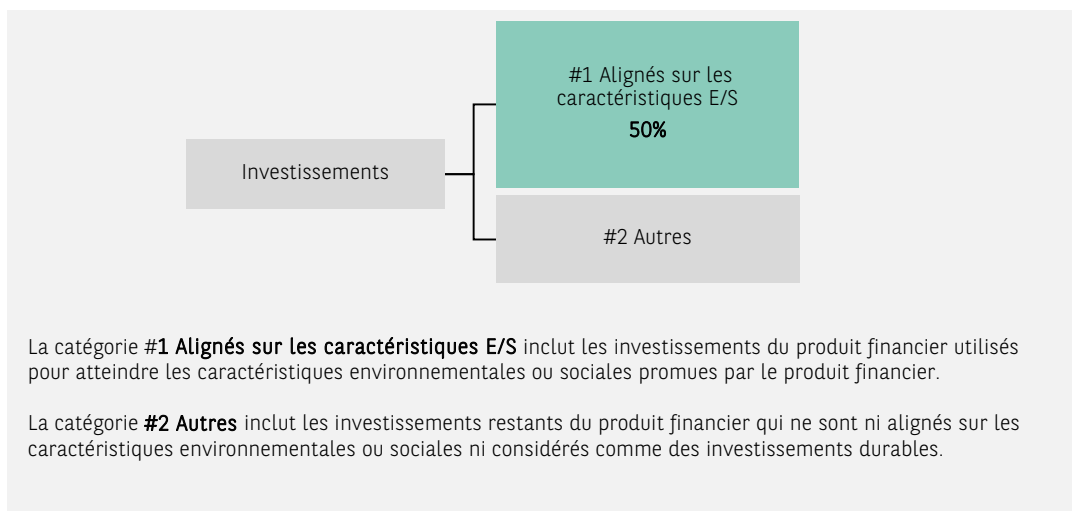 #1 Alignés sur les
caractéristiques E/S
50%
Investissements
#2 Autres
La catégorie #1 Alignés sur les caractéristiques E/S inclut les investissements du produit financier utilisés
pour atteindre les caractéristiques environnementales ou sociales promues par le produit financier.
La catégorie #2 Autres inclut les investissements restants du produit financier qui ne sont ni alignés sur les
caractéristiques environnementales ou sociales ni considérés comme des investissements durables.